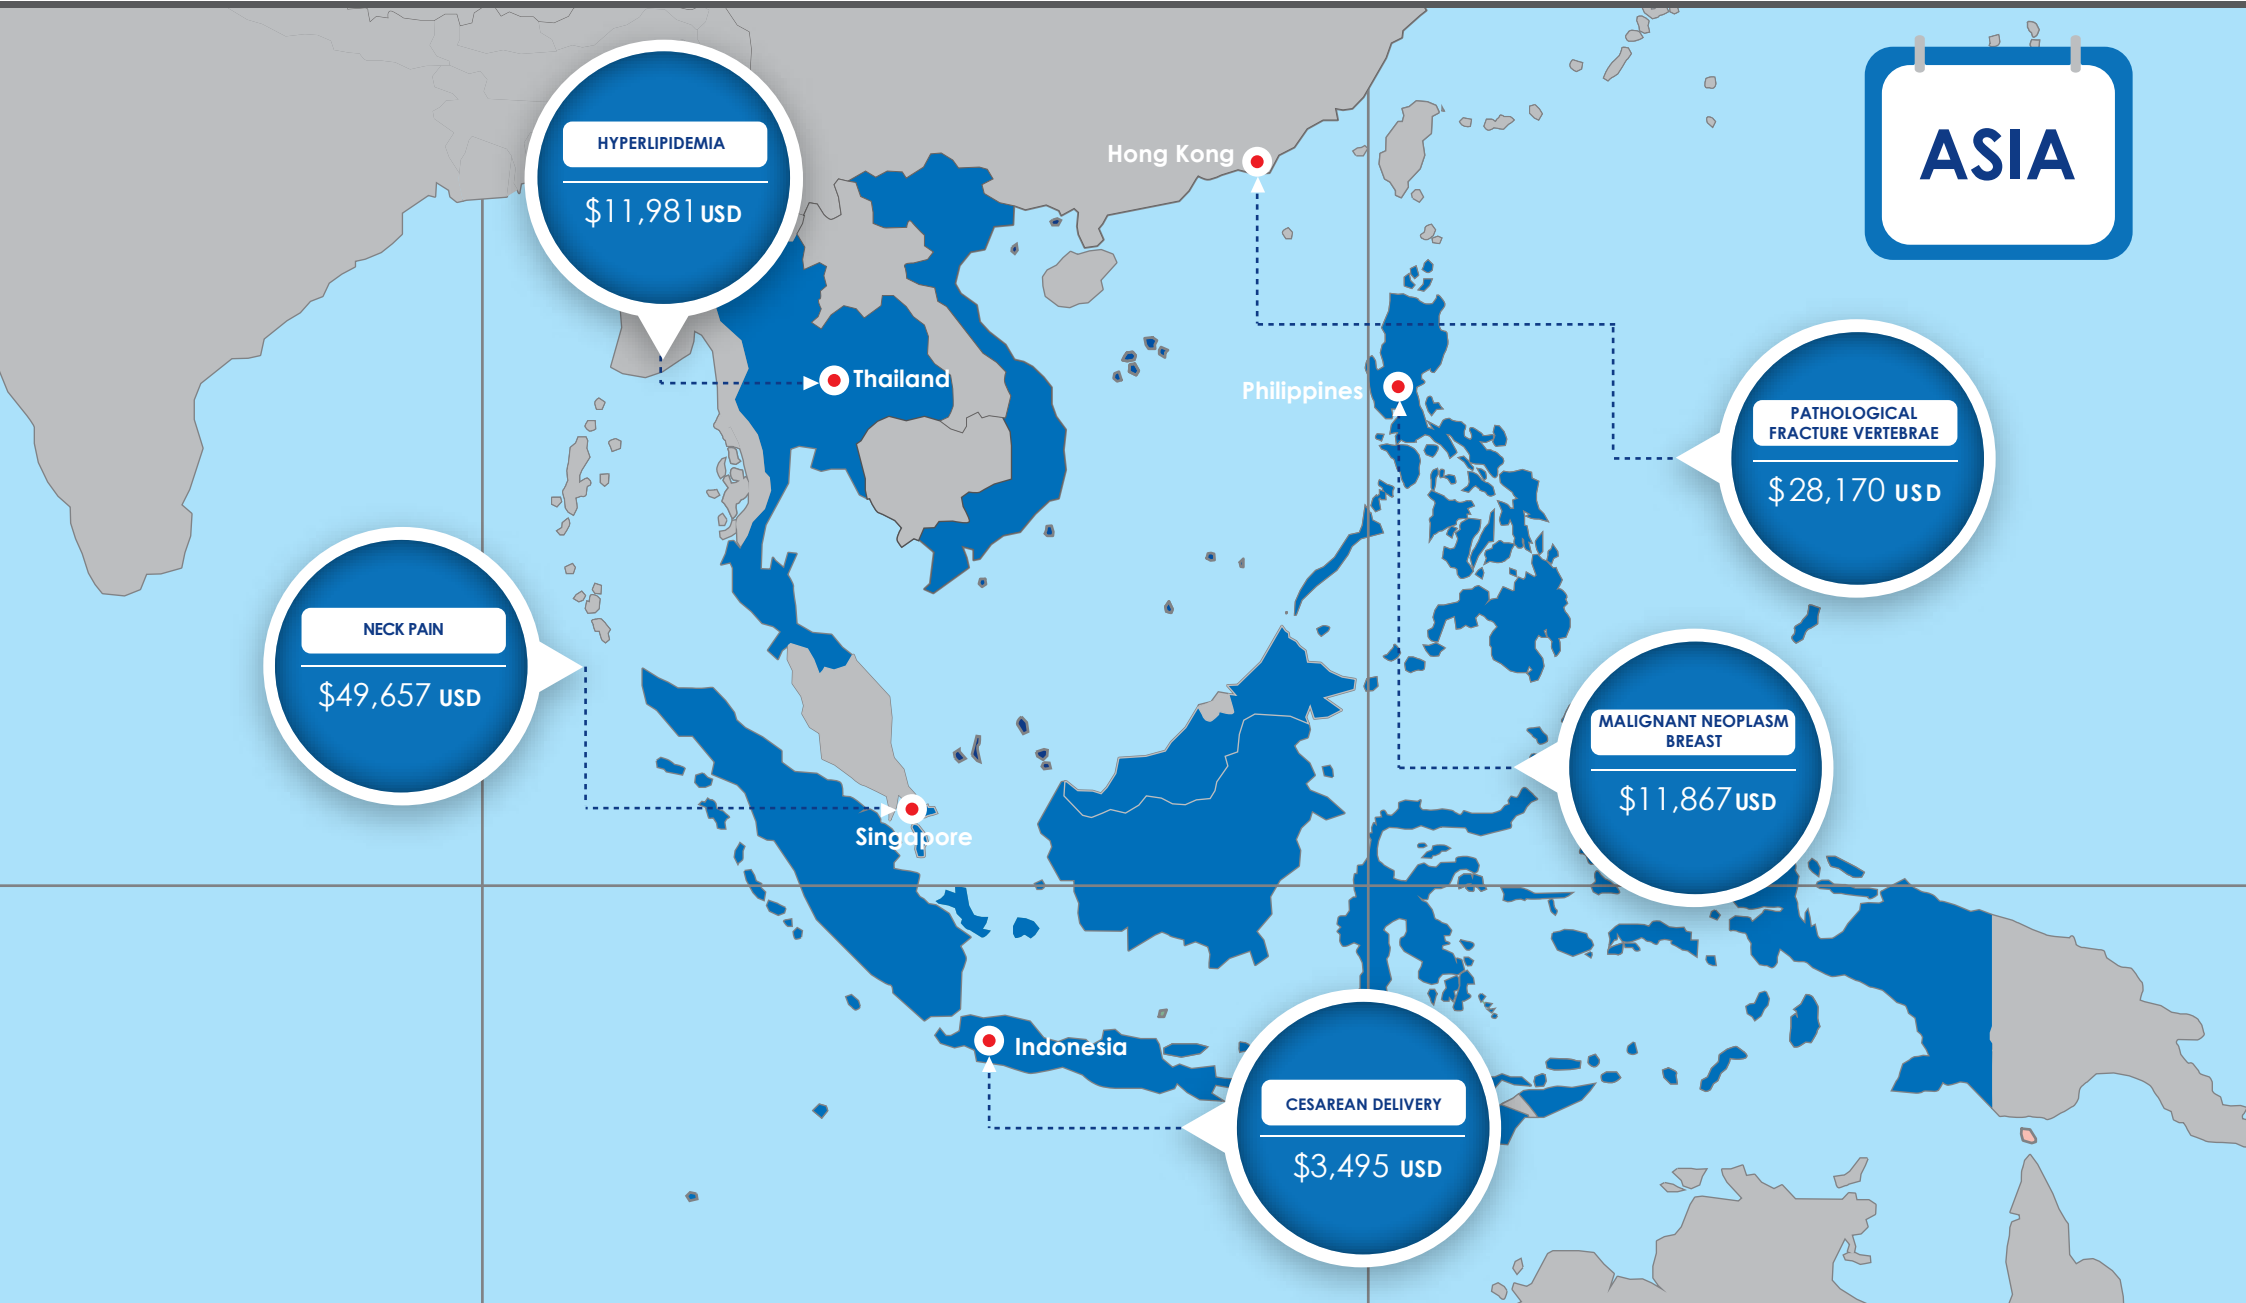 ASIA
HYPERLIPIDEMIA
$11,981 USD
Hong Kong
Thailand
Philippines
PATHOLOGICAL
FRACTURE VERTEBRAE
$28,170 USD
NECK PAIN
$49,657 USD
MALIGNANT NEOPLASM
BREAST
$11,867 USD
Singapore
Indonesia
CESAREAN DELIVERY
$3,495 USD